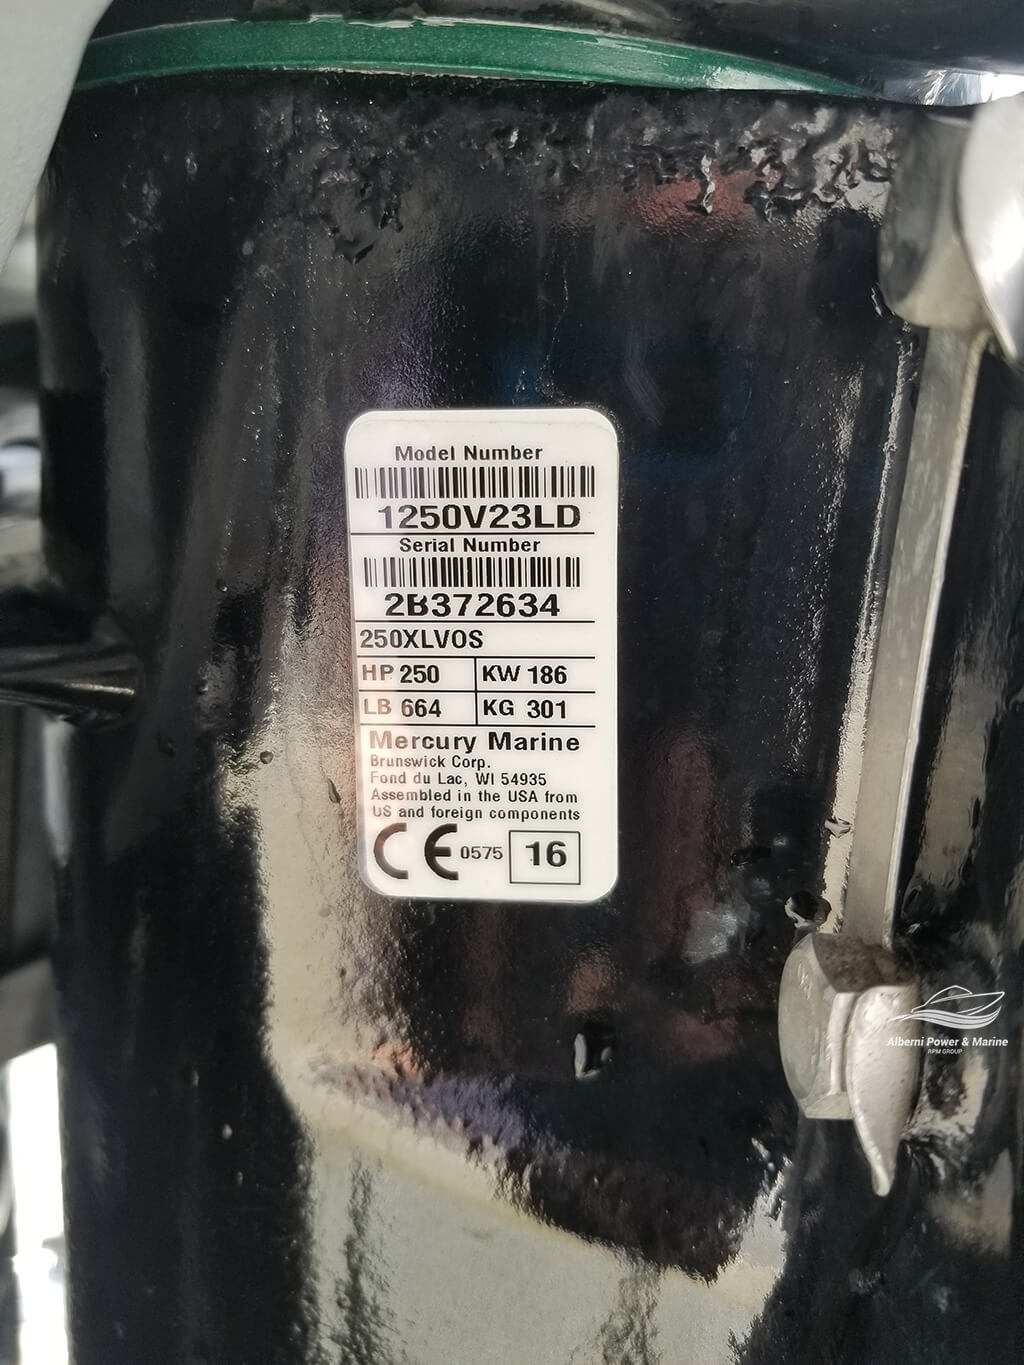 Model Number
1250V23LD
Serial Number
2B372634
250XLVOS
HP 250 KW 186
LB 664 KG 301
Mercury Marine
Brunswick Corp.
Fond du Lac, WI 54935
Assembled in the USA from
US and foreign components
CE 0575 16
Alberni Power & Marine
RPM GROUP